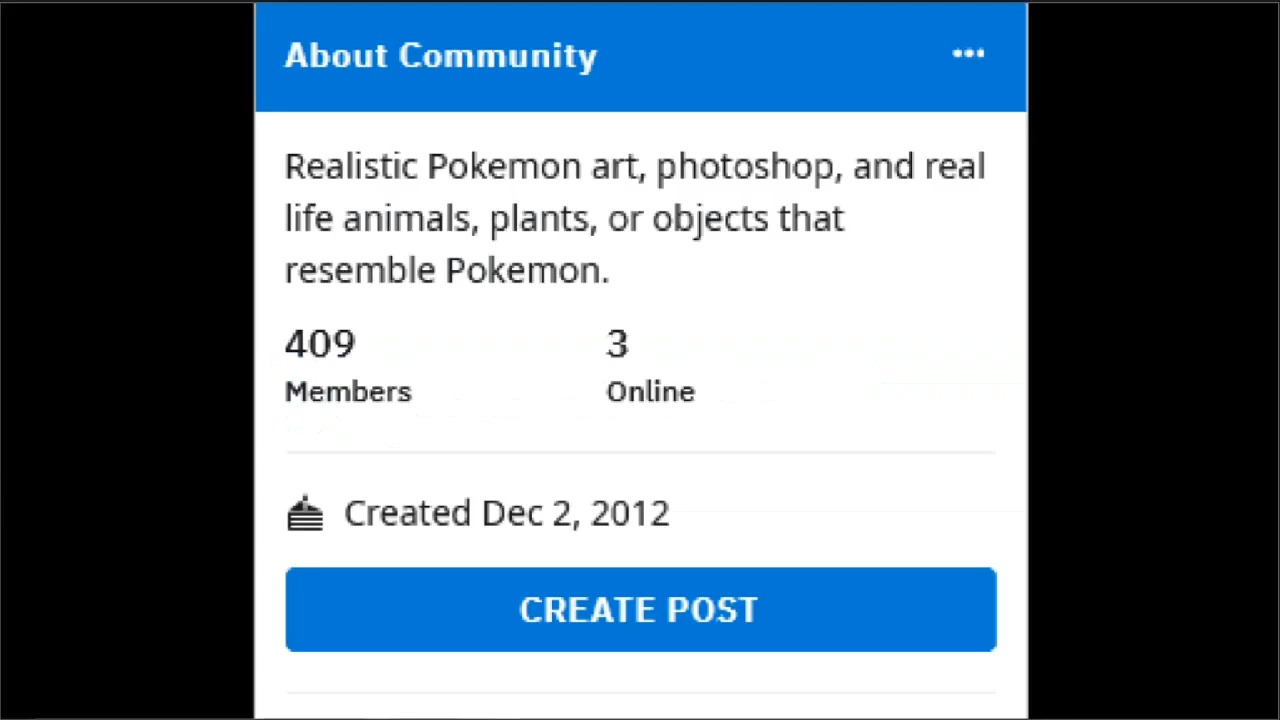 About Community
Realistic Pokemon art, photoshop, and real
life animals, plants, or objects that
resemble Pokemon.
409 3
Members Online
Created Dec 2, 2012
CREATE POST